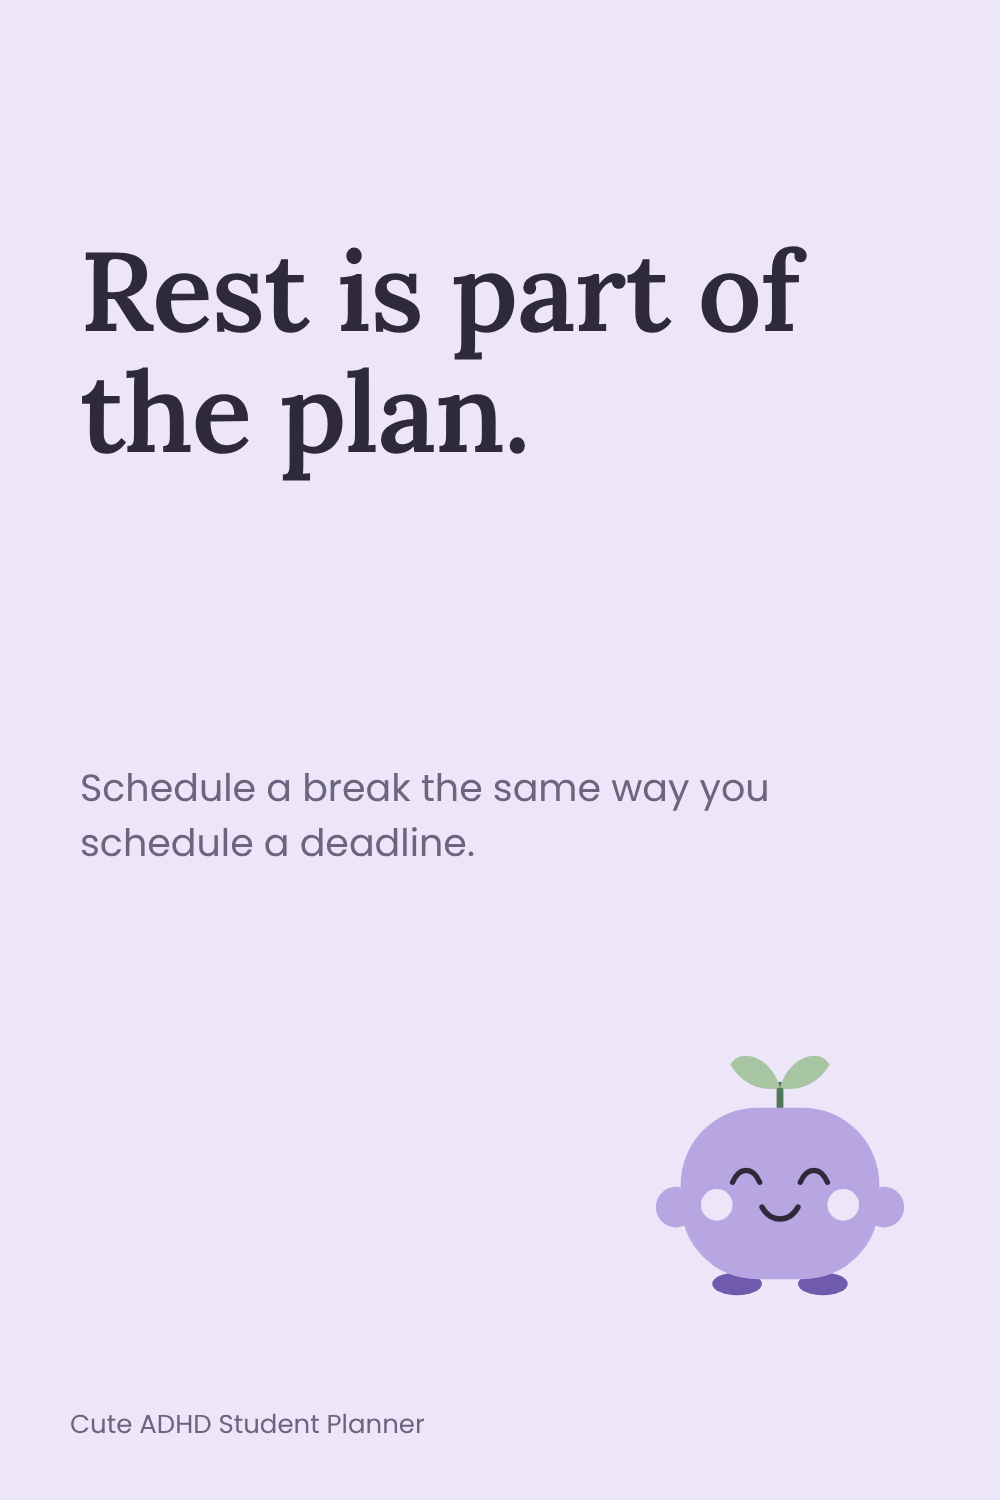 Rest is part of
the plan.
Schedule a break the same way you
schedule a deadline.
Cute ADHD Student Planner